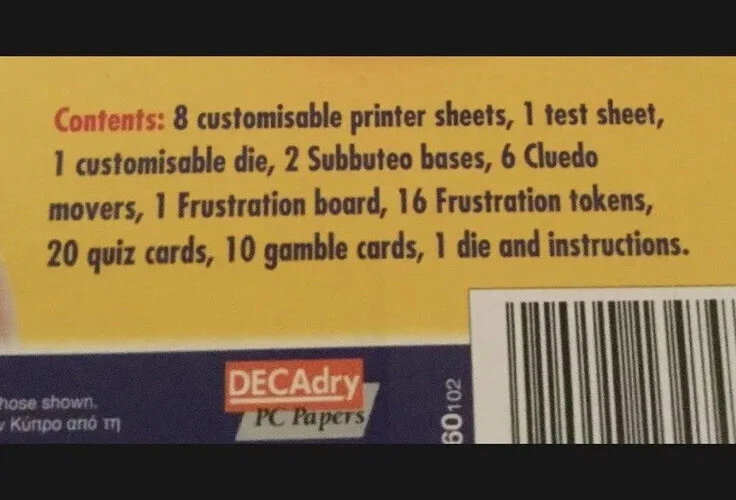 Contents: 8 customisable printer sheets, 1 test sheet,
1 customisable die, 2 Subbuteo bases, 6 Cluedo
movers, 1 Frustration board, 16 Frustration tokens,
20 quiz cards, 10 gamble cards, 1 die and instructions.
DECAdry
PC Papers
hose shown.
Κύπρο από τη
60102